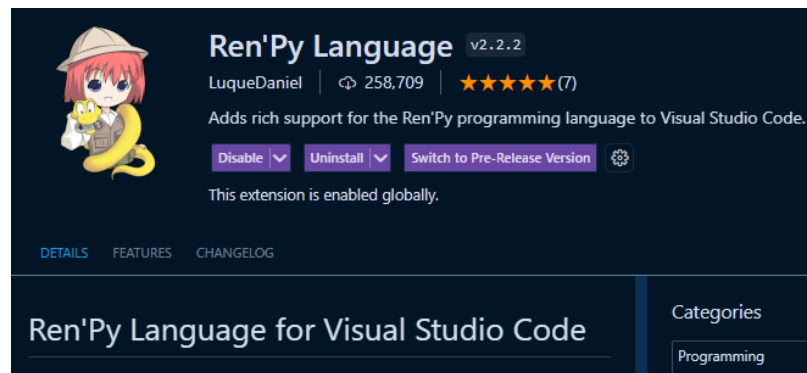 Ren'Py Language v2.2.2
LuqueDaniel 258,709 (7)
Adds rich support for the Ren'Py programming language to Visual Studio Code.
Disable Uninstall Switch to Pre-Release Version
This extension is enabled globally.
DETAILS FEATURES CHANGELOG
Ren'Py Language for Visual Studio Code
Categories
Programming